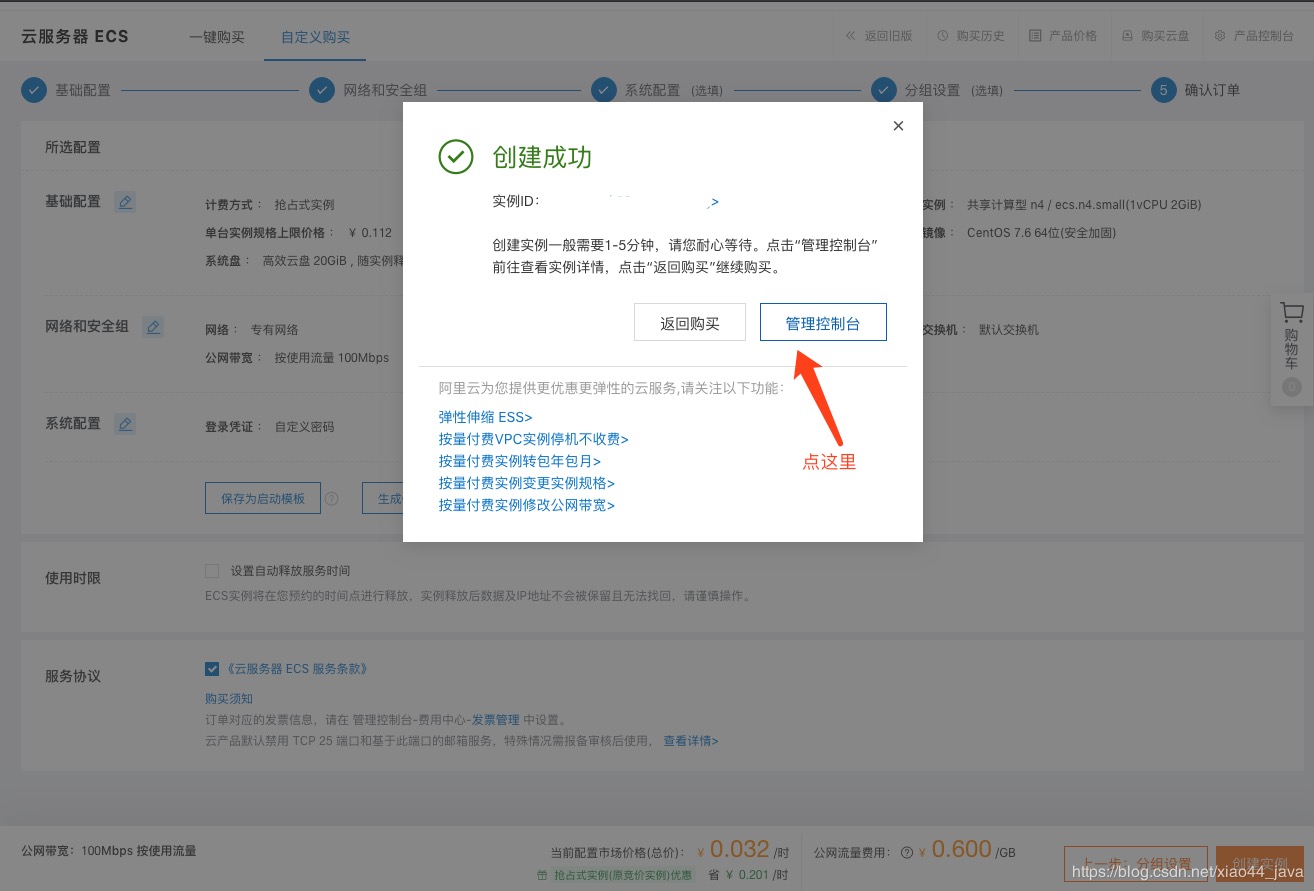 云服务器 ECS
一键购买
自定义购买
返回旧版
购买历史
产品价格
购买云盘
产品控制台
基础配置
网络和安全组
系统配置 (选填)
分组设置 (选填)
5 确认订单
所选配置
基础配置
计费方式： 抢占式实例
实例： 共享计算型 n4 / ecs.n4.small(1vCPU 2GiB)
单台实例规格上限价格： ¥ 0.112
镜像： CentOS 7.6 64位(安全加固)
系统盘： 高效云盘 20GiB , 随实例释
网络和安全组
网络： 专有网络
交换机： 默认交换机
公网带宽： 按使用流量 100Mbps
系统配置
登录凭证： 自定义密码
保存为启动模板
?
生成
创建成功
实例ID:
>
创建实例一般需要1-5分钟，请您耐心等待。点击“管理控制台”
前往查看实例详情，点击“返回购买”继续购买。
返回购买
管理控制台
阿里云为您提供更优惠更弹性的云服务,请关注以下功能：
弹性伸缩 ESS>
按量付费VPC实例停机不收费>
按量付费实例转包年包月>
按量付费实例变更实例规格>
按量付费实例修改公网带宽>
点这里
购物车
0
使用时限
设置自动释放服务时间
ECS实例将在您预约的时间点进行释放，实例释放后数据及IP地址不会被保留且无法找回，请谨慎操作。
服务协议
《云服务器 ECS 服务条款》
购买须知
订单对应的发票信息，请在 管理控制台-费用中心-发票管理 中设置。
云产品默认禁用 TCP 25 端口和基于此端口的邮箱服务，特殊情况需报备审核后使用， 查看详情>
公网带宽：100Mbps 按使用流量
当前配置市场价格(总价)： ¥ 0.032 /时
抢占式实例(原竞价实例)优惠 省 ¥ 0.201 /时
公网流量费用： ? ¥ 0.600 /GB
上一步：分组设置
创建实例
https://blog.csdn.net/xiao44_java